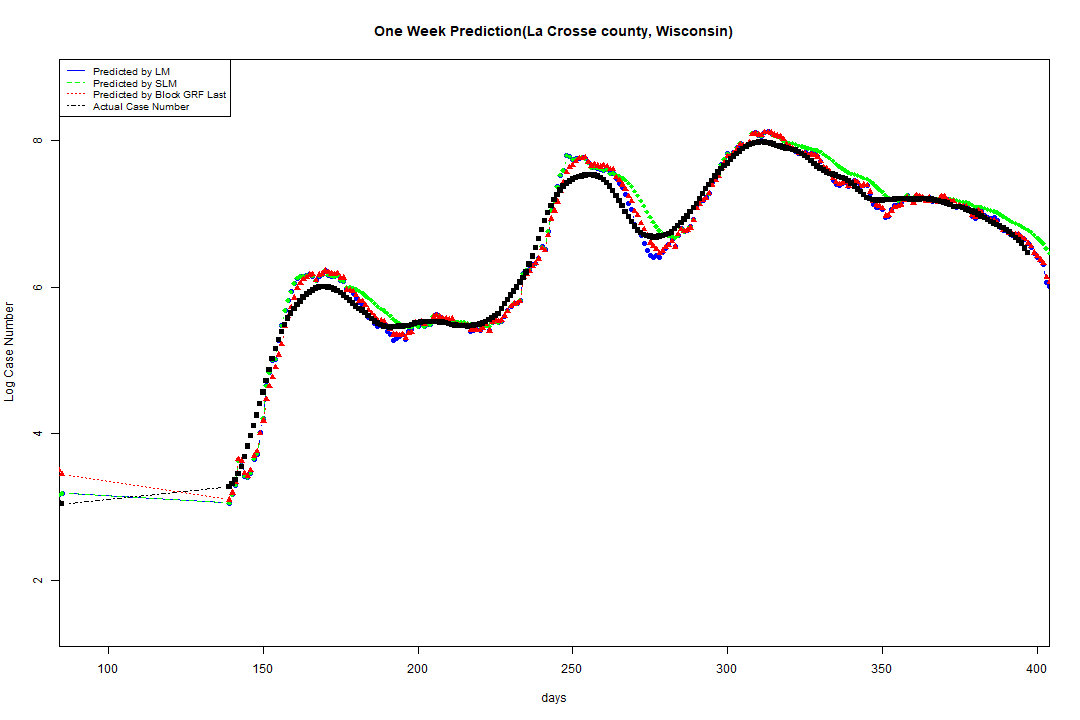 One Week Prediction(La Crosse county, Wisconsin)
Predicted by LM
Predicted by SLM
Predicted by Block GRF Last
Actual Case Number
8
6
4
2
Log Case Number
100 150 200 250 300 350 400
days